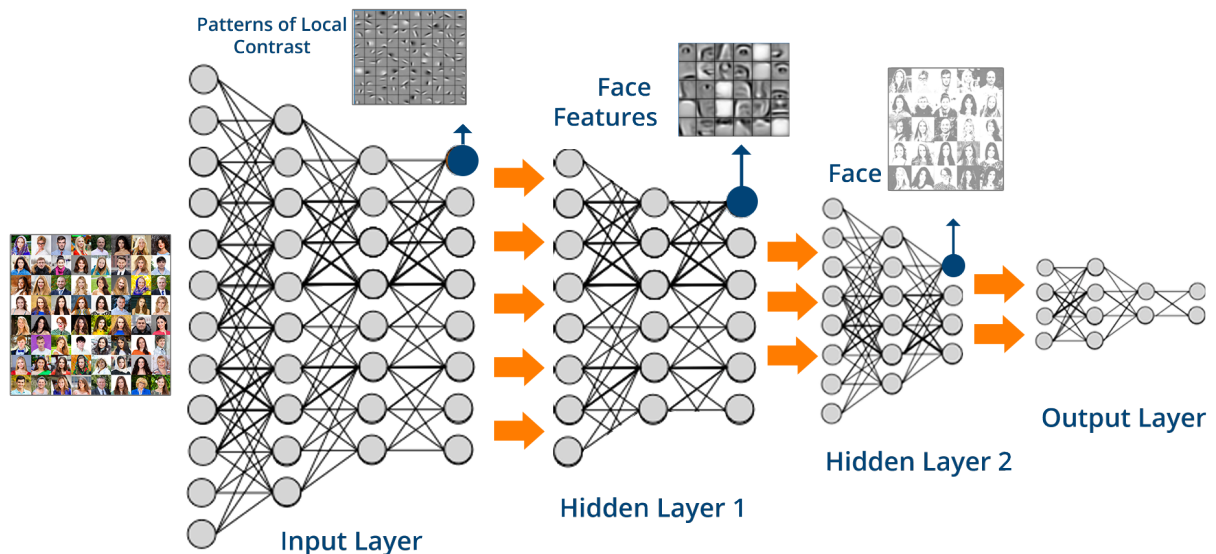 Patterns of Local
Contrast
Face
Features
Face
Input Layer
Hidden Layer 1
Hidden Layer 2
Output Layer